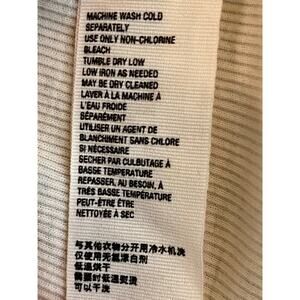 MACHINE WASH COLD
SEPARATELY
USE ONLY NON-CHLORINE
BLEACH
TUMBLE DRY LOW
LOW IRON AS NEEDED
MAY BE DRY CLEANED
LAVER À LA MACHINE À
L'EAU FROIDE
SÉPARÉMENT
UTILISER UN AGENT DE
BLANCHIMENT SANS CHLORE
SI NÉCESSAIRE
SECHER PAR CULBUTAGE À
BASSE TEMPERATURE
REPASSER, AU BESOIN, À
TRÈS BASSE TEMPÉRATURE
PEUT-ÊTRE ÊTRE
NETTOYÉE À SEC
与其他衣物分开用冷水机洗
仅使用无氯漂白剂
低温烘干
需要时低温熨烫
可以干洗